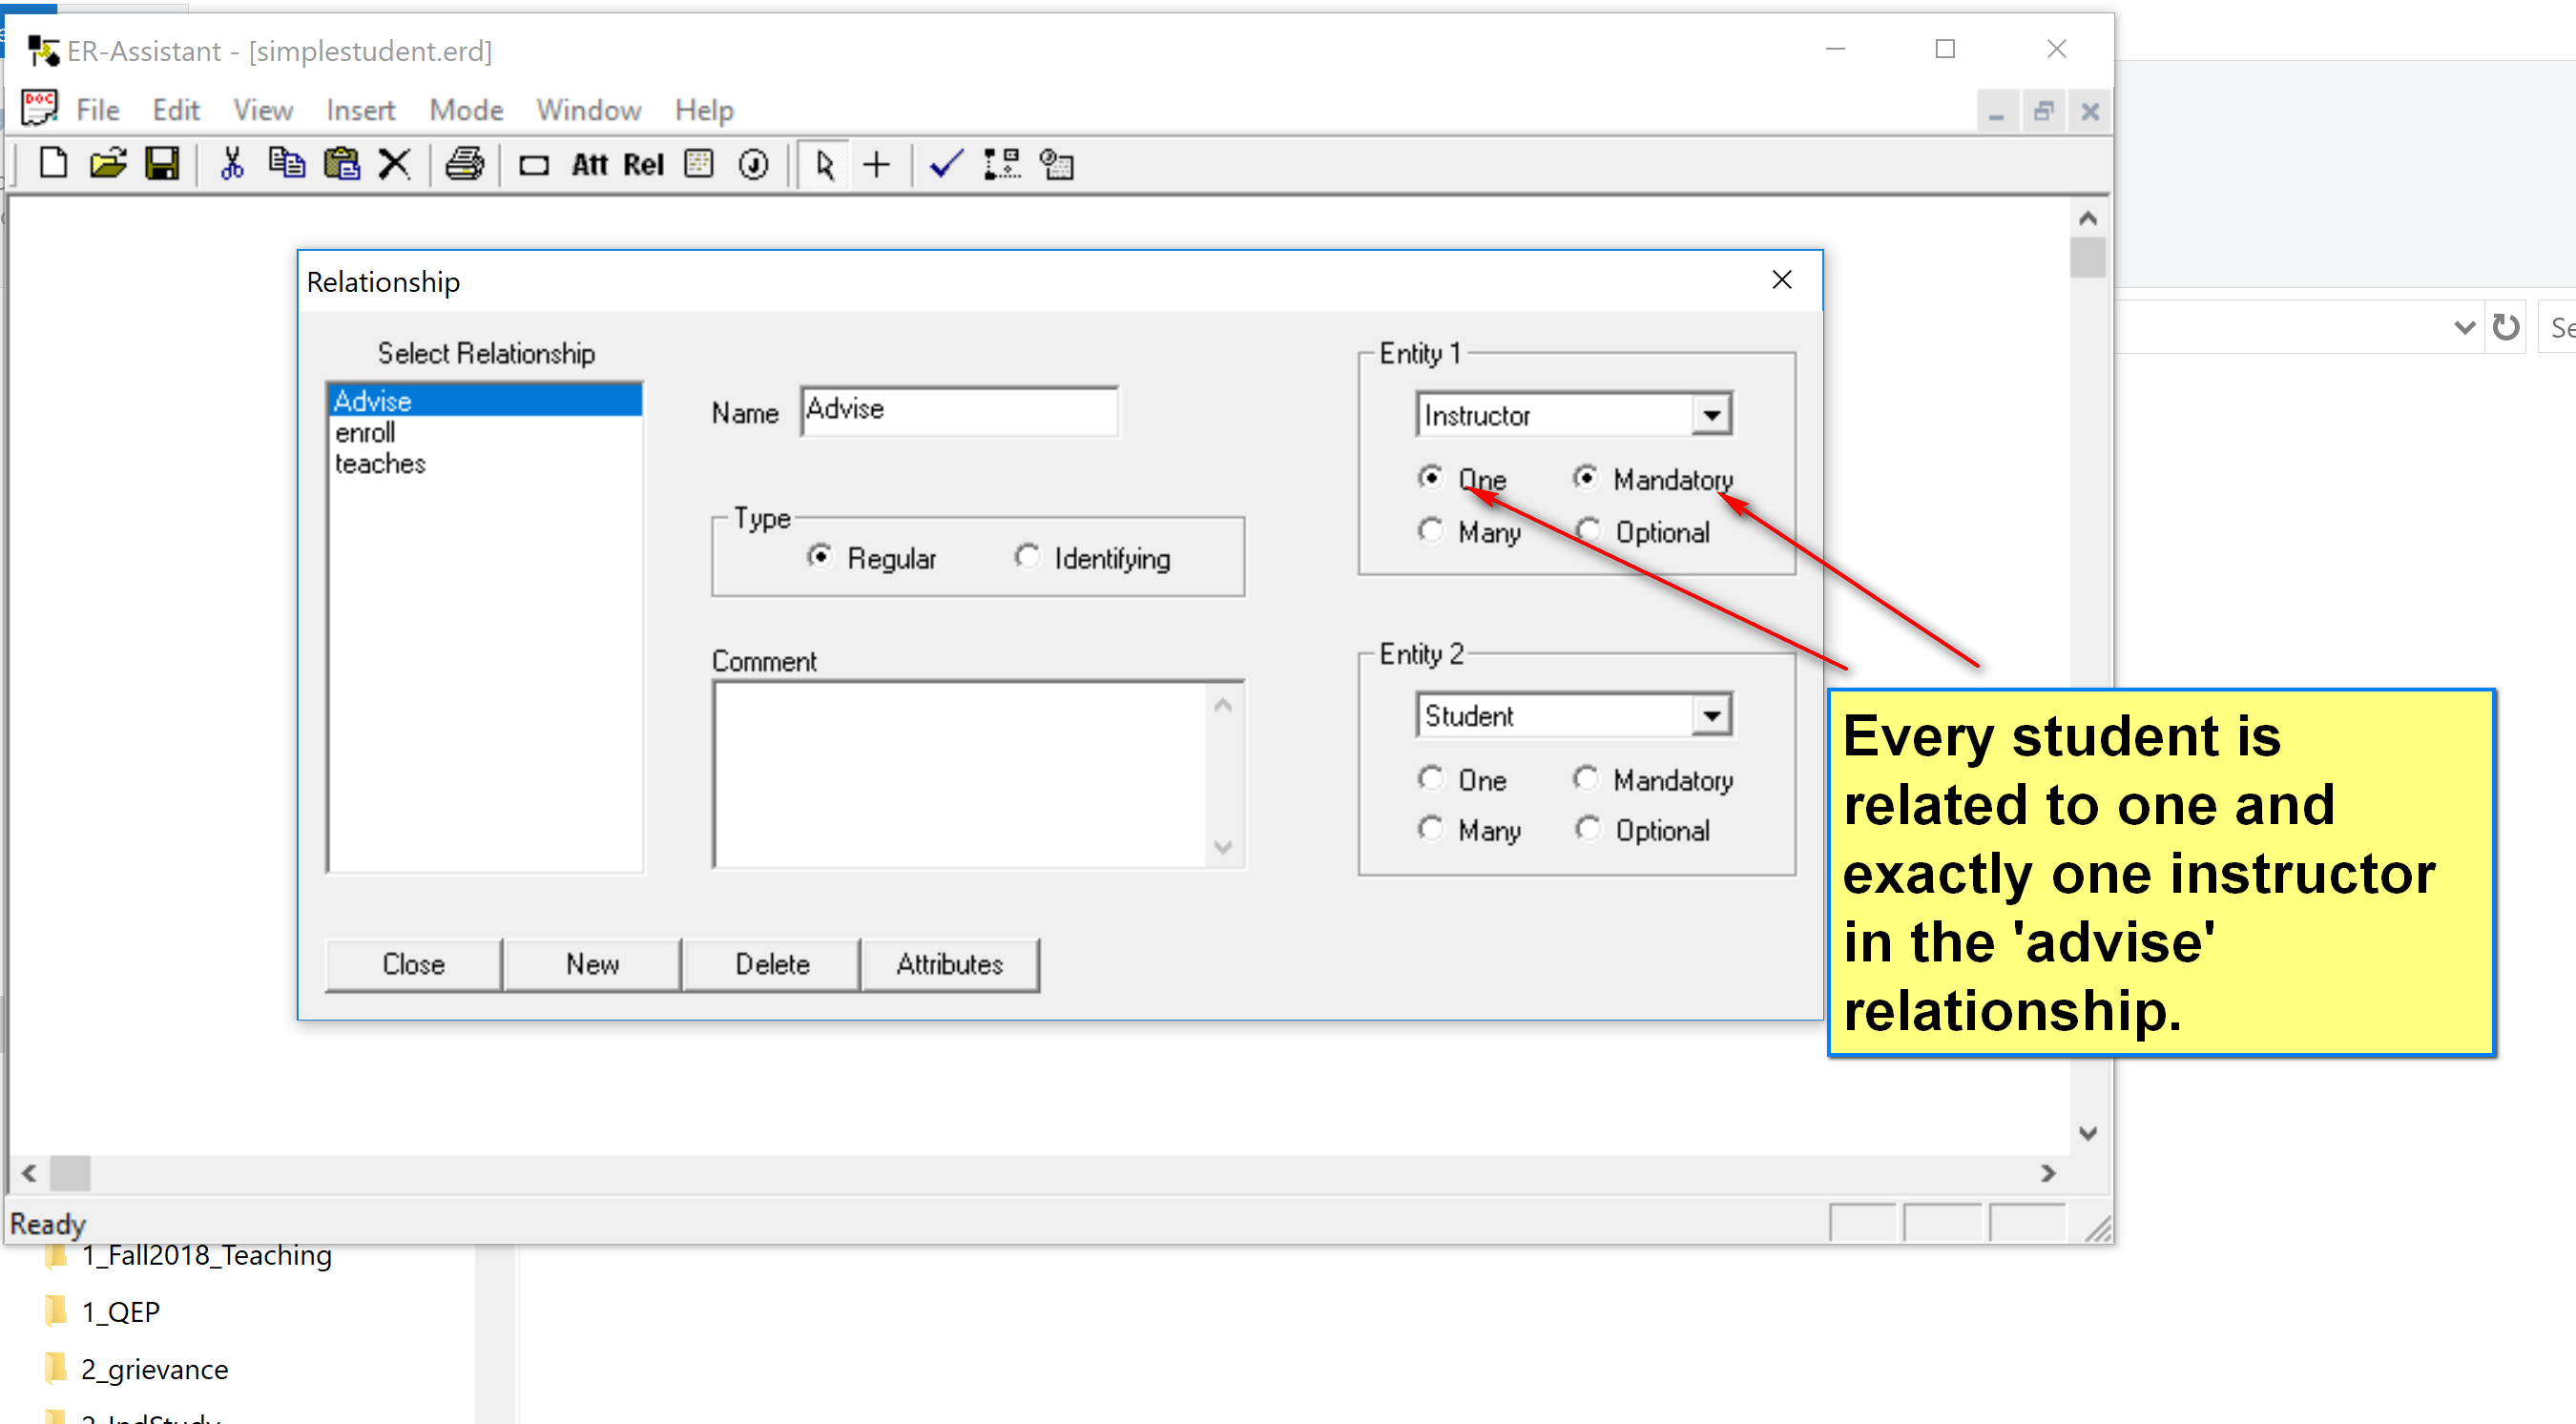 ER-Assistant - [simplestudent.erd]
DOC File Edit View Insert Mode Window Help
Att Rel J
Relationship
Select Relationship
Advise
enroll
teaches
Name Advise
Type
Regular Identifying
Comment
Entity 1
Instructor
One Mandatory
Many Optional
Entity 2
Student
One Mandatory
Many Optional
Close New Delete Attributes
Every student is
related to one and
exactly one instructor
in the 'advise'
relationship.
Se
Ready
1_Fall2018_Teaching
1_QEP
2_grievance
2_IndStudy